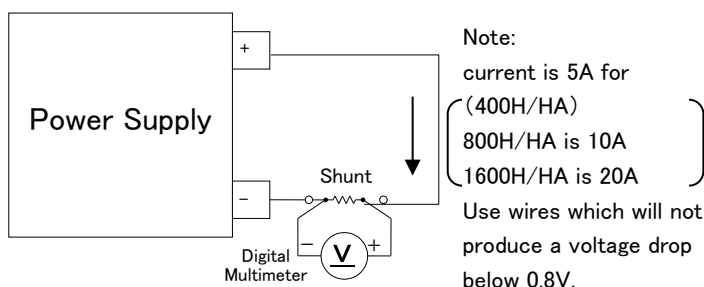 Power Supply
+
−
Shunt
− V +
Digital
Multimeter
Note:
current is 5A for
(400H/HA)
800H/HA is 10A
1600H/HA is 20A
Use wires which will not
produce a voltage drop
below 0.8V.